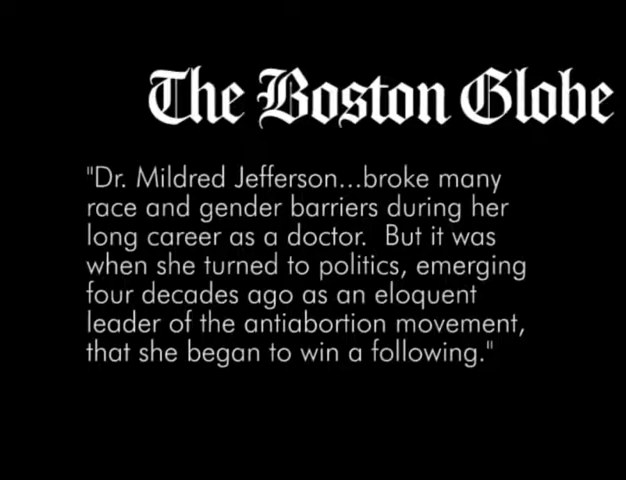 The Boston Globe
"Dr. Mildred Jefferson...broke many
race and gender barriers during her
long career as a doctor.  But it was
when she turned to politics, emerging
four decades ago as an eloquent
leader of the antiabortion movement,
that she began to win a following."